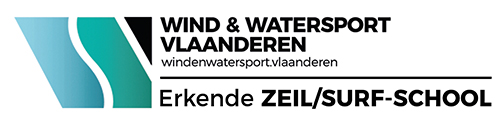 WIND & WATERSPORT
VLAANDEREN
windenwatersport.vlaanderen
Erkende ZEIL/SURF-SCHOOL